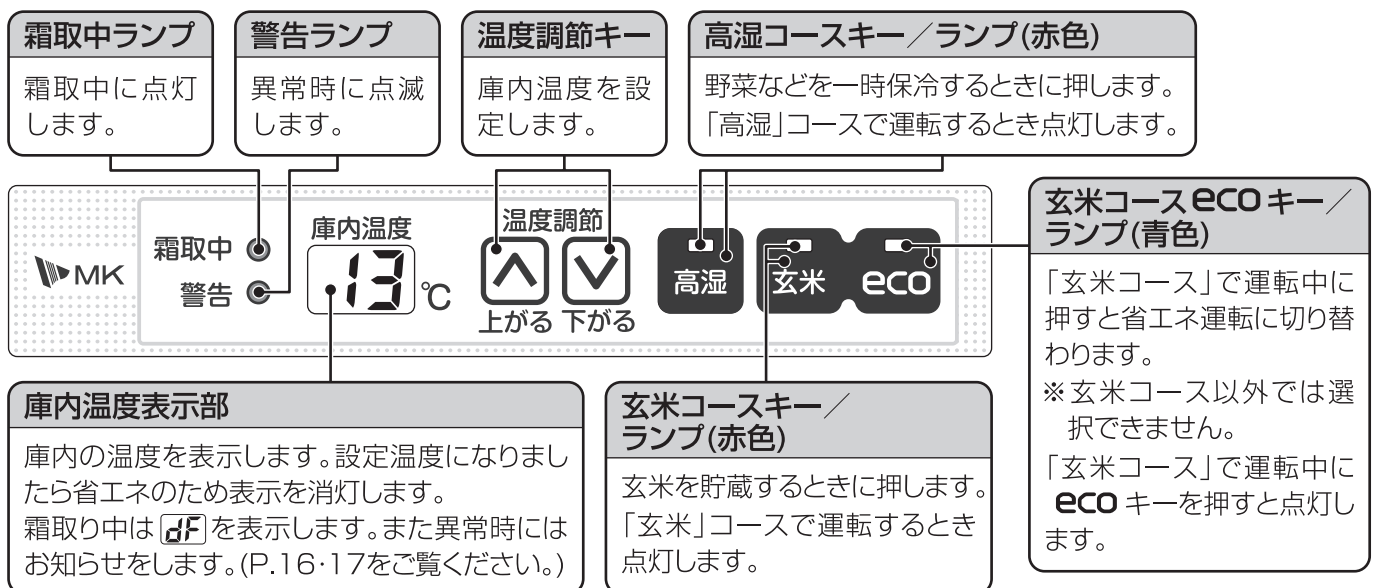 霜取中ランプ
霜取中に点灯
します。
警告ランプ
異常時に点滅
します。
温度調節キー
庫内温度を設
定します。
高湿コースキー／ランプ(赤色)
野菜などを一時保冷するときに押します。
「高湿」コースで運転するとき点灯します。
MK
霜取中
警告
庫内温度
.13
℃
温度調節
上がる
下がる
高湿
玄米
eco
玄米コースecoキー／
ランプ(青色)
「玄米コース」で運転中に
押すと省エネ運転に切り替
わります。
※玄米コース以外では選
択できません。
「玄米コース」で運転中に
ecoキーを押すと点灯し
ます。
庫内温度表示部
庫内の温度を表示します。設定温度になりまし
たら省エネのため表示を消灯します。
霜取り中はdFを表示します。また異常時には
お知らせをします。(P.16・17をご覧ください。)
玄米コースキー／
ランプ(赤色)
玄米を貯蔵するときに押します。
「玄米」コースで運転するとき
点灯します。